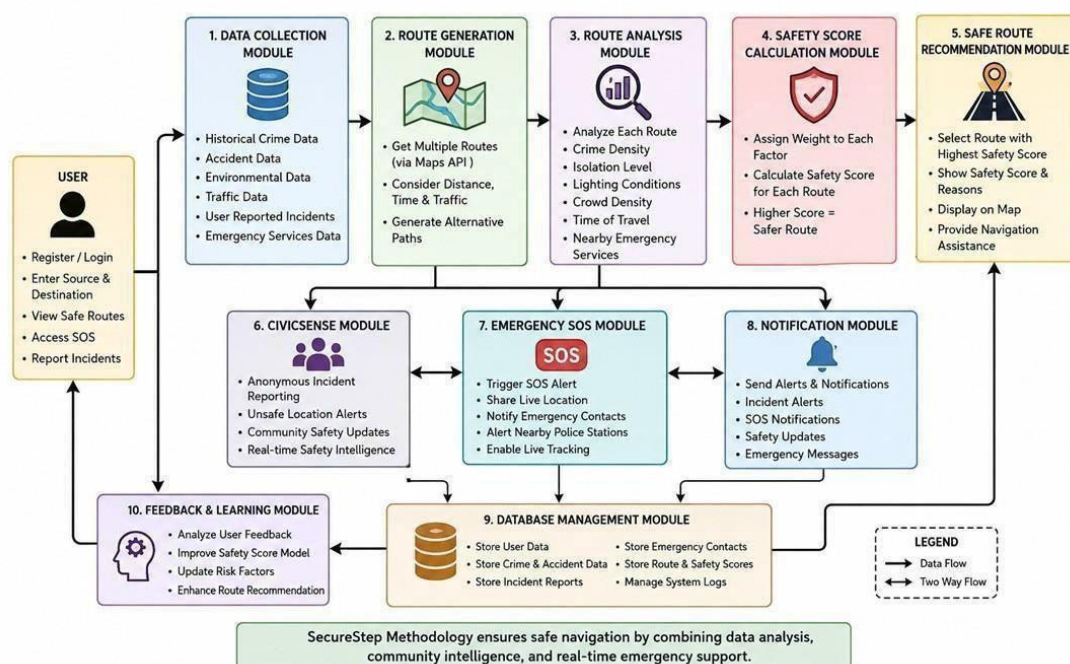 1. DATA COLLECTION
MODULE
• Historical Crime Data
• Accident Data
• Environmental Data
• Traffic Data
• User Reported Incidents
• Emergency Services Data
2. ROUTE GENERATION
MODULE
• Get Multiple Routes
(via Maps API )
• Consider Distance,
Time & Traffic
• Generate Alternative
Paths
3. ROUTE ANALYSIS
MODULE
• Analyze Each Route
• Crime Density
• Isolation Level
• Lighting Conditions
• Crowd Density
• Time of Travel
• Nearby Emergency
Services
4. SAFETY SCORE
CALCULATION MODULE
• Assign Weight to Each
Factor
• Calculate Safety Score
for Each Route
• Higher Score =
Safer Route
5. SAFE ROUTE
RECOMMENDATION MODULE
• Select Route with
Highest Safety Score
• Show Safety Score &
Reasons
• Display on Map
• Provide Navigation
Assistance
USER
• Register / Login
• Enter Source &
Destination
• View Safe Routes
• Access SOS
• Report Incidents
6. CIVICSENSE MODULE
• Anonymous Incident
Reporting
• Unsafe Location Alerts
• Community Safety Updates
• Real-time Safety Intelligence
7. EMERGENCY SOS MODULE
SOS
• Trigger SOS Alert
• Share Live Location
• Notify Emergency Contacts
• Alert Nearby Police Stations
• Enable Live Tracking
8. NOTIFICATION MODULE
• Send Alerts & Notifications
• Incident Alerts
• SOS Notifications
• Safety Updates
• Emergency Messages
10. FEEDBACK & LEARNING MODULE
• Analyze User Feedback
• Improve Safety Score Model
• Update Risk Factors
• Enhance Route Recommendation
9. DATABASE MANAGEMENT MODULE
• Store User Data
• Store Crime & Accident Data
• Store Incident Reports
• Store Emergency Contacts
• Store Route & Safety Scores
• Manage System Logs
LEGEND
Data Flow
Two Way Flow
SecureStep Methodology ensures safe navigation by combining data analysis,
community intelligence, and real-time emergency support.